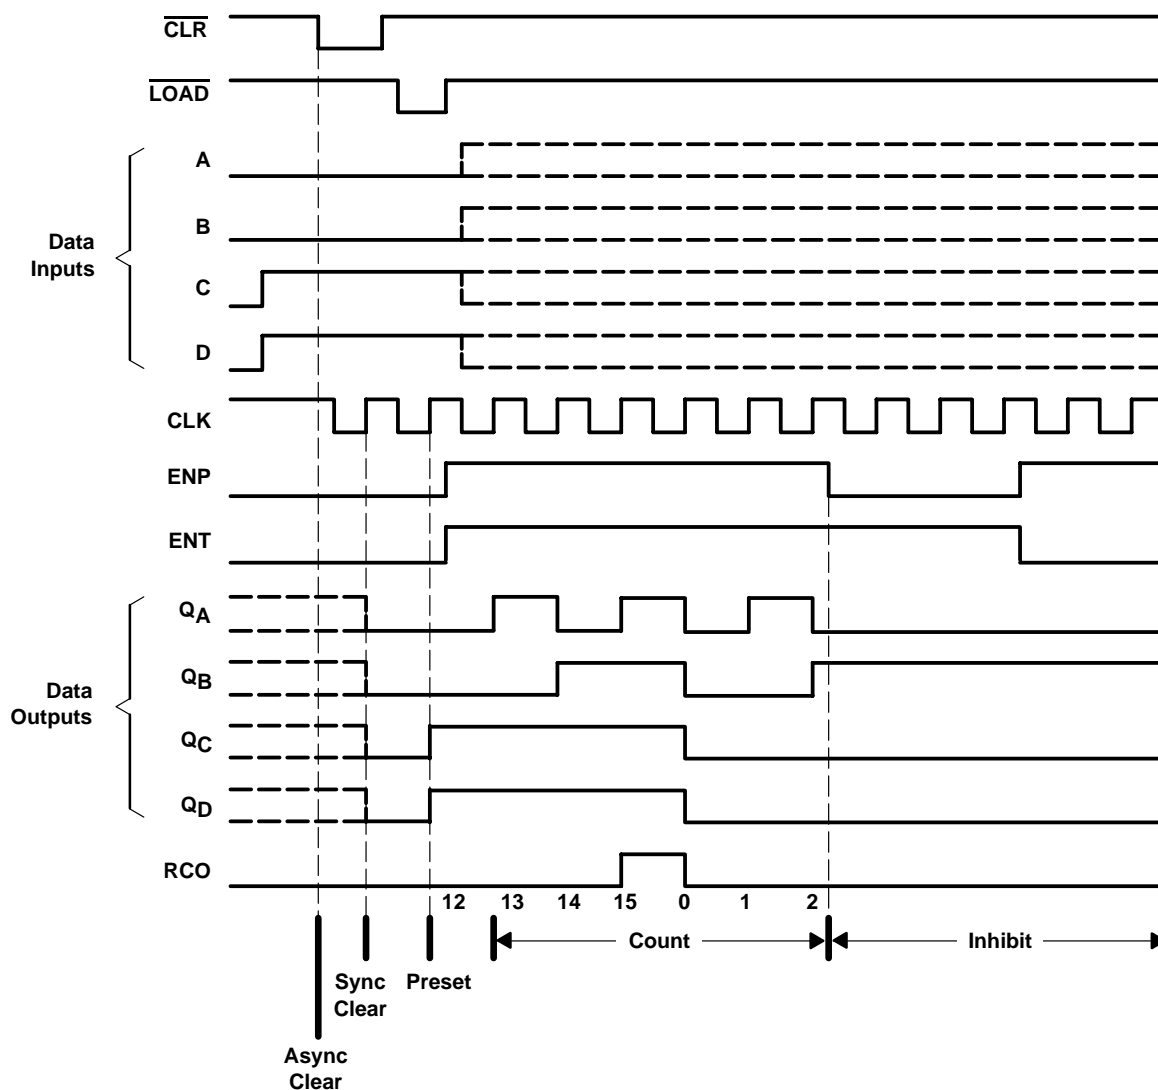 CLR
LOAD
A
B
Data
Inputs
C
D
CLK
ENP
ENT
QA
QB
Data
Outputs
QC
QD
RCO
12 13 14 15 0 1 2
Count Inhibit
Sync
Clear
Preset
Async
Clear